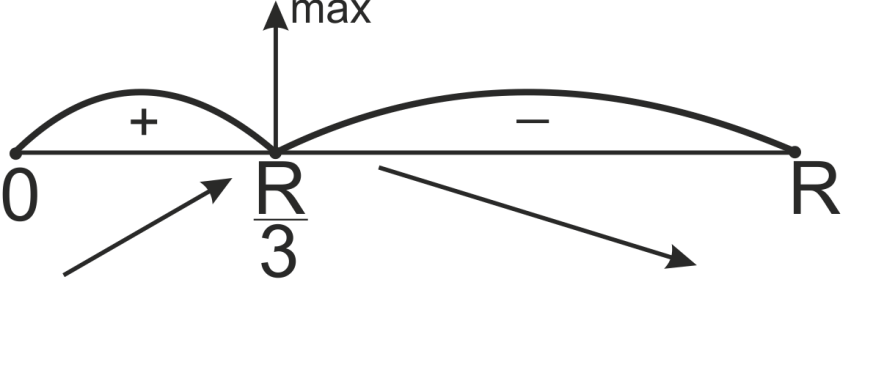 max
+ −
0 R/3 R